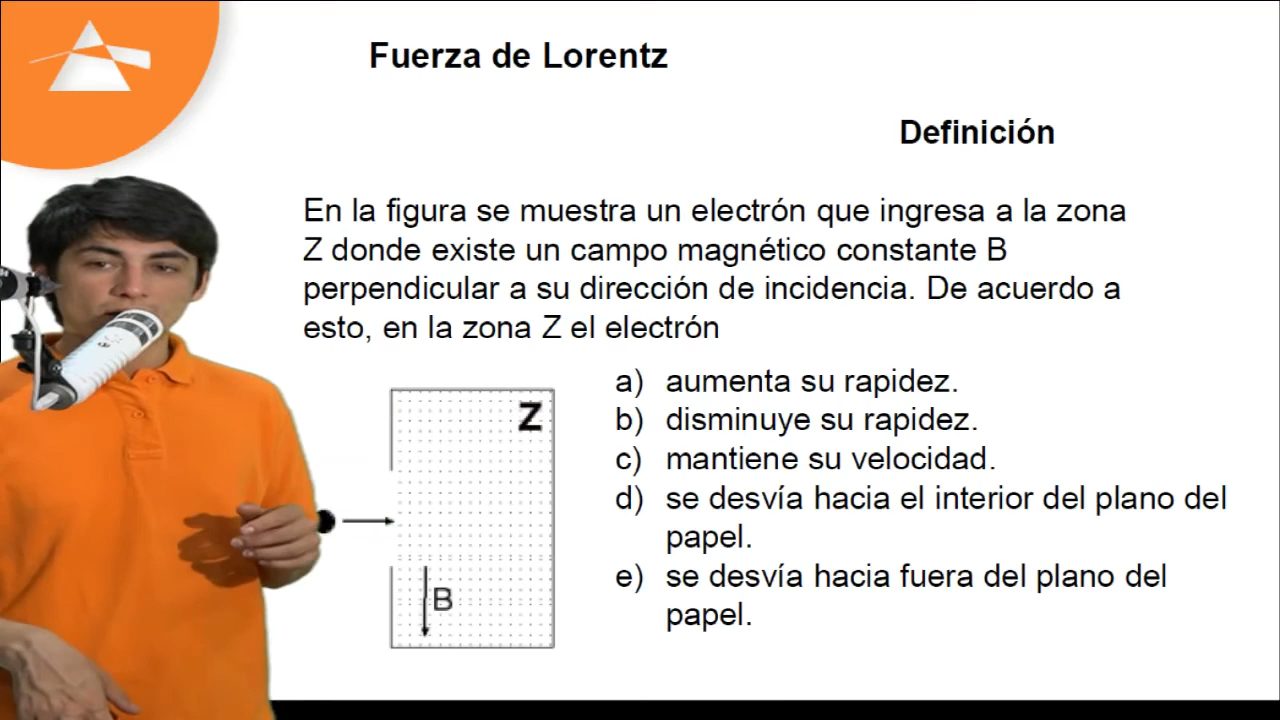 Fuerza de Lorentz
Definición
En la figura se muestra un electrón que ingresa a la zona
Z donde existe un campo magnético constante B
perpendicular a su dirección de incidencia. De acuerdo a
esto, en la zona Z el electrón
a) aumenta su rapidez.
b) disminuye su rapidez.
c) mantiene su velocidad.
d) se desvía hacia el interior del plano del
papel.
e) se desvía hacia fuera del plano del
papel.
Z
B